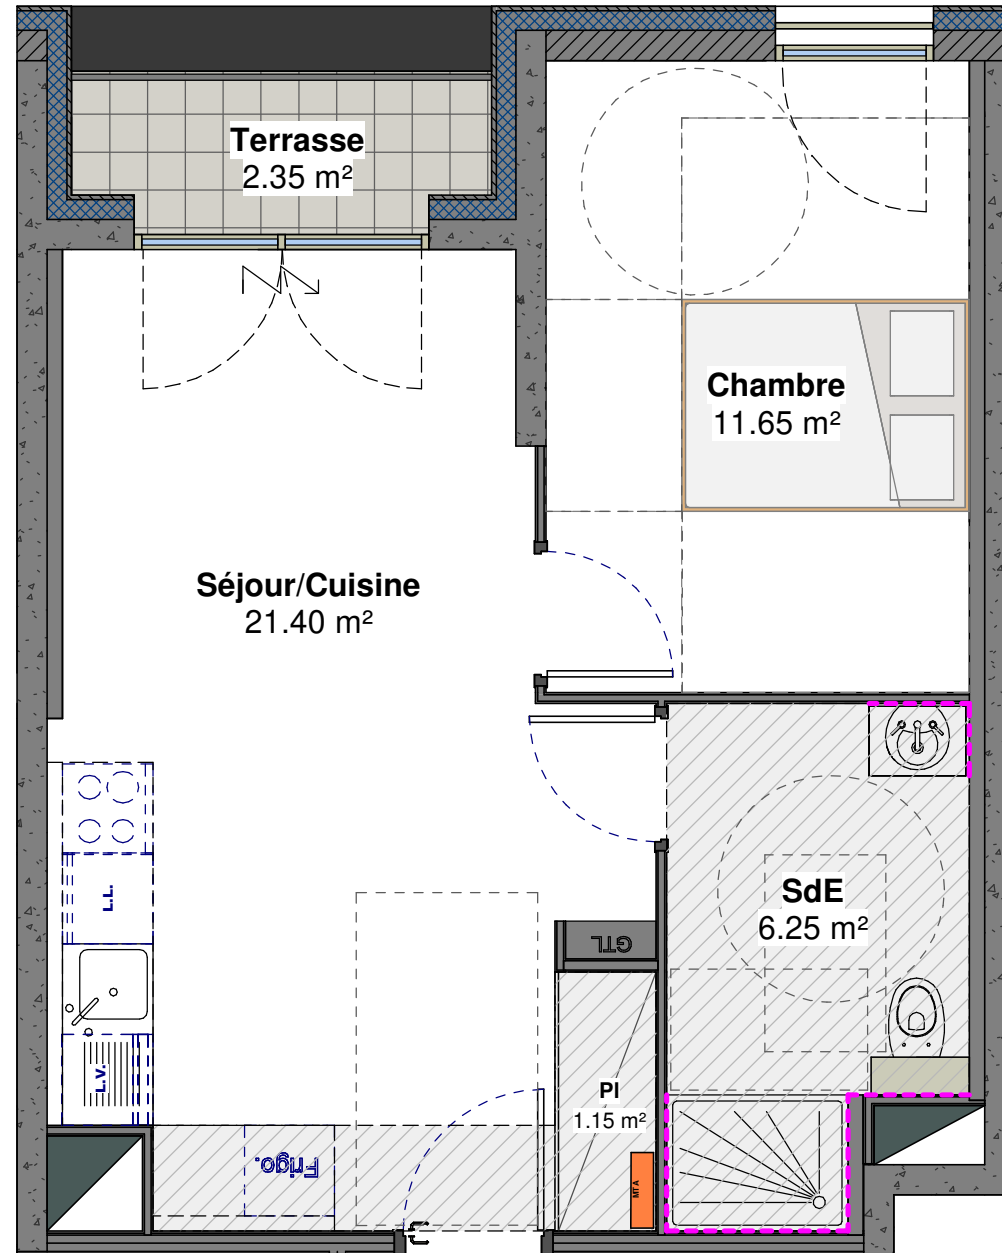 Terrasse
2.35 m²
Chambre
11.65 m²
Séjour/Cuisine
21.40 m²
L.L.
SdE
6.25 m²
GTL
L.V.
Pl
1.15 m²
Frigo.
MTA